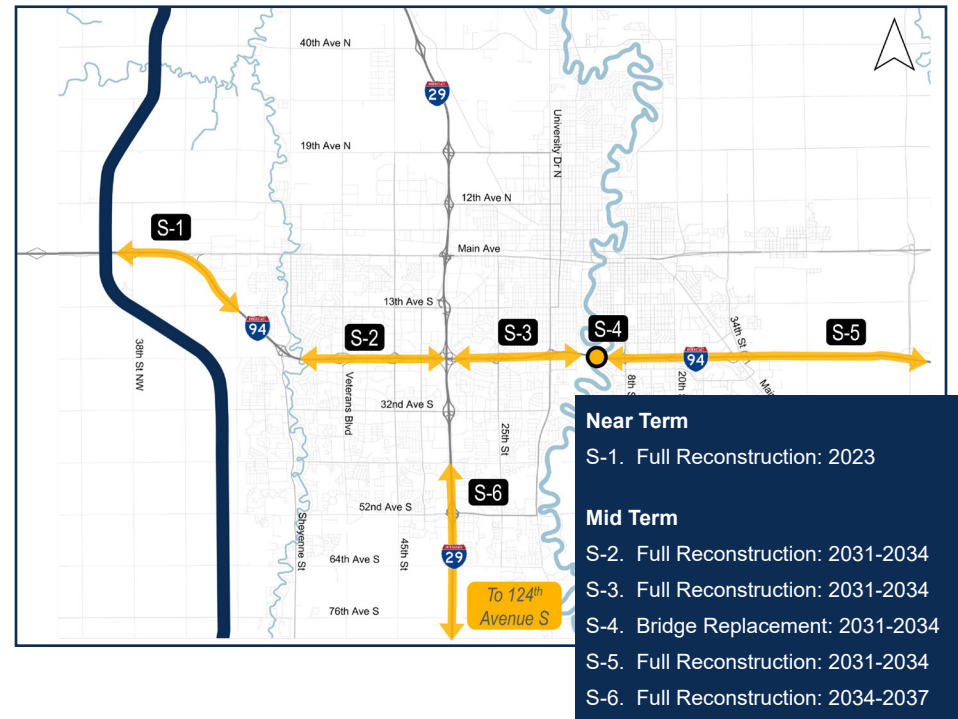 40th Ave N
29
University Dr N
19th Ave N
12th Ave N
S-1
Main Ave
13th Ave S
94
S-2
S-3
S-4
34th St
S-5
94
38th St NW
Veterans Blvd
8th
20th
Mai
32nd Ave S
25th St
S-6
52nd Ave S
Sheyenne St
45th St
64th Ave S
29
76th Ave S
To 124th
Avenue S
Near Term
S-1. Full Reconstruction: 2023
Mid Term
S-2. Full Reconstruction: 2031-2034
S-3. Full Reconstruction: 2031-2034
S-4. Bridge Replacement: 2031-2034
S-5. Full Reconstruction: 2031-2034
S-6. Full Reconstruction: 2034-2037